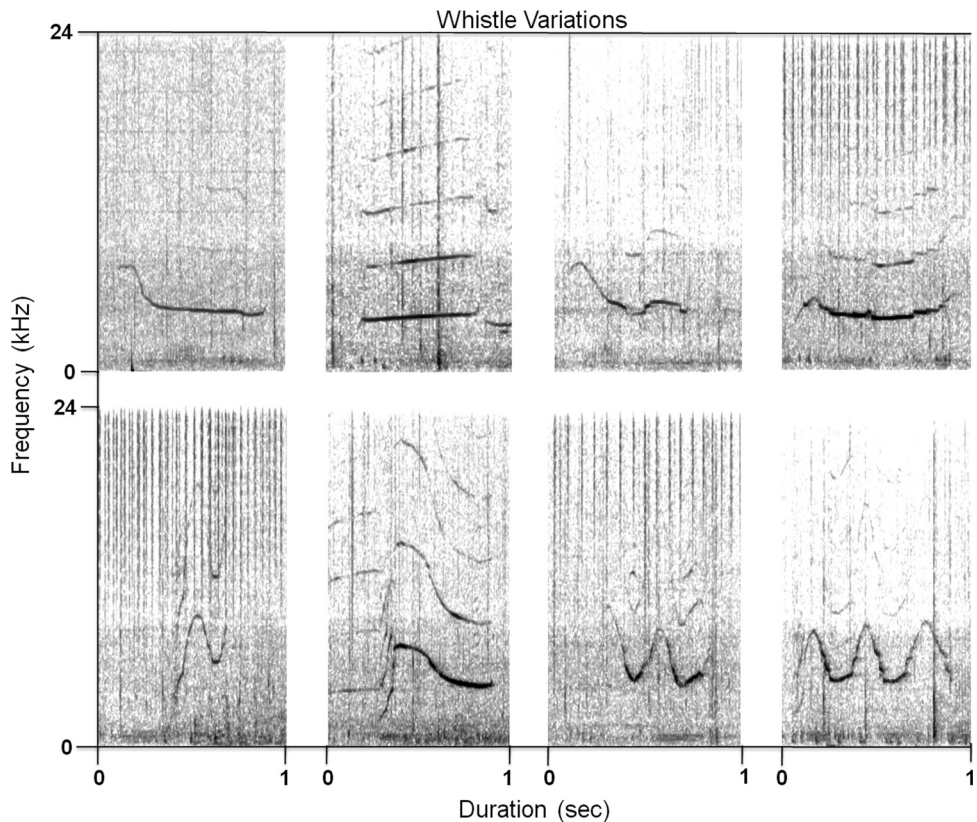 Whistle Variations
24
0
24
0
Frequency (kHz)
0 1 0 1 0 1 0 1
Duration (sec)